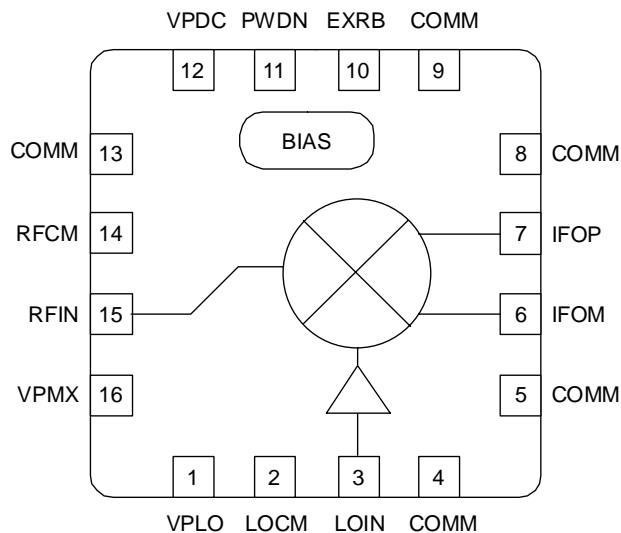 VPDC PWDN EXRB COMM
12 11 10 9
BIAS
COMM 13 8 COMM
RFCM 14 7 IFOP
RFIN 15 6 IFOM
VPMX 16 5 COMM
1 2 3 4
VPLO LOCM LOIN COMM